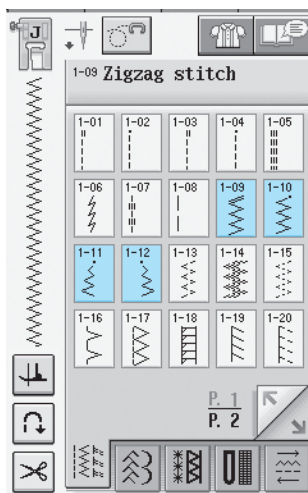 J
1-09 Zigzag stitch
1-01 1-02 1-03 1-04 1-05
1-06 1-07 1-08 1-09 1-10
1-11 1-12 1-13 1-14 1-15
1-16 1-17 1-18 1-19 1-20
P. 1
P. 2